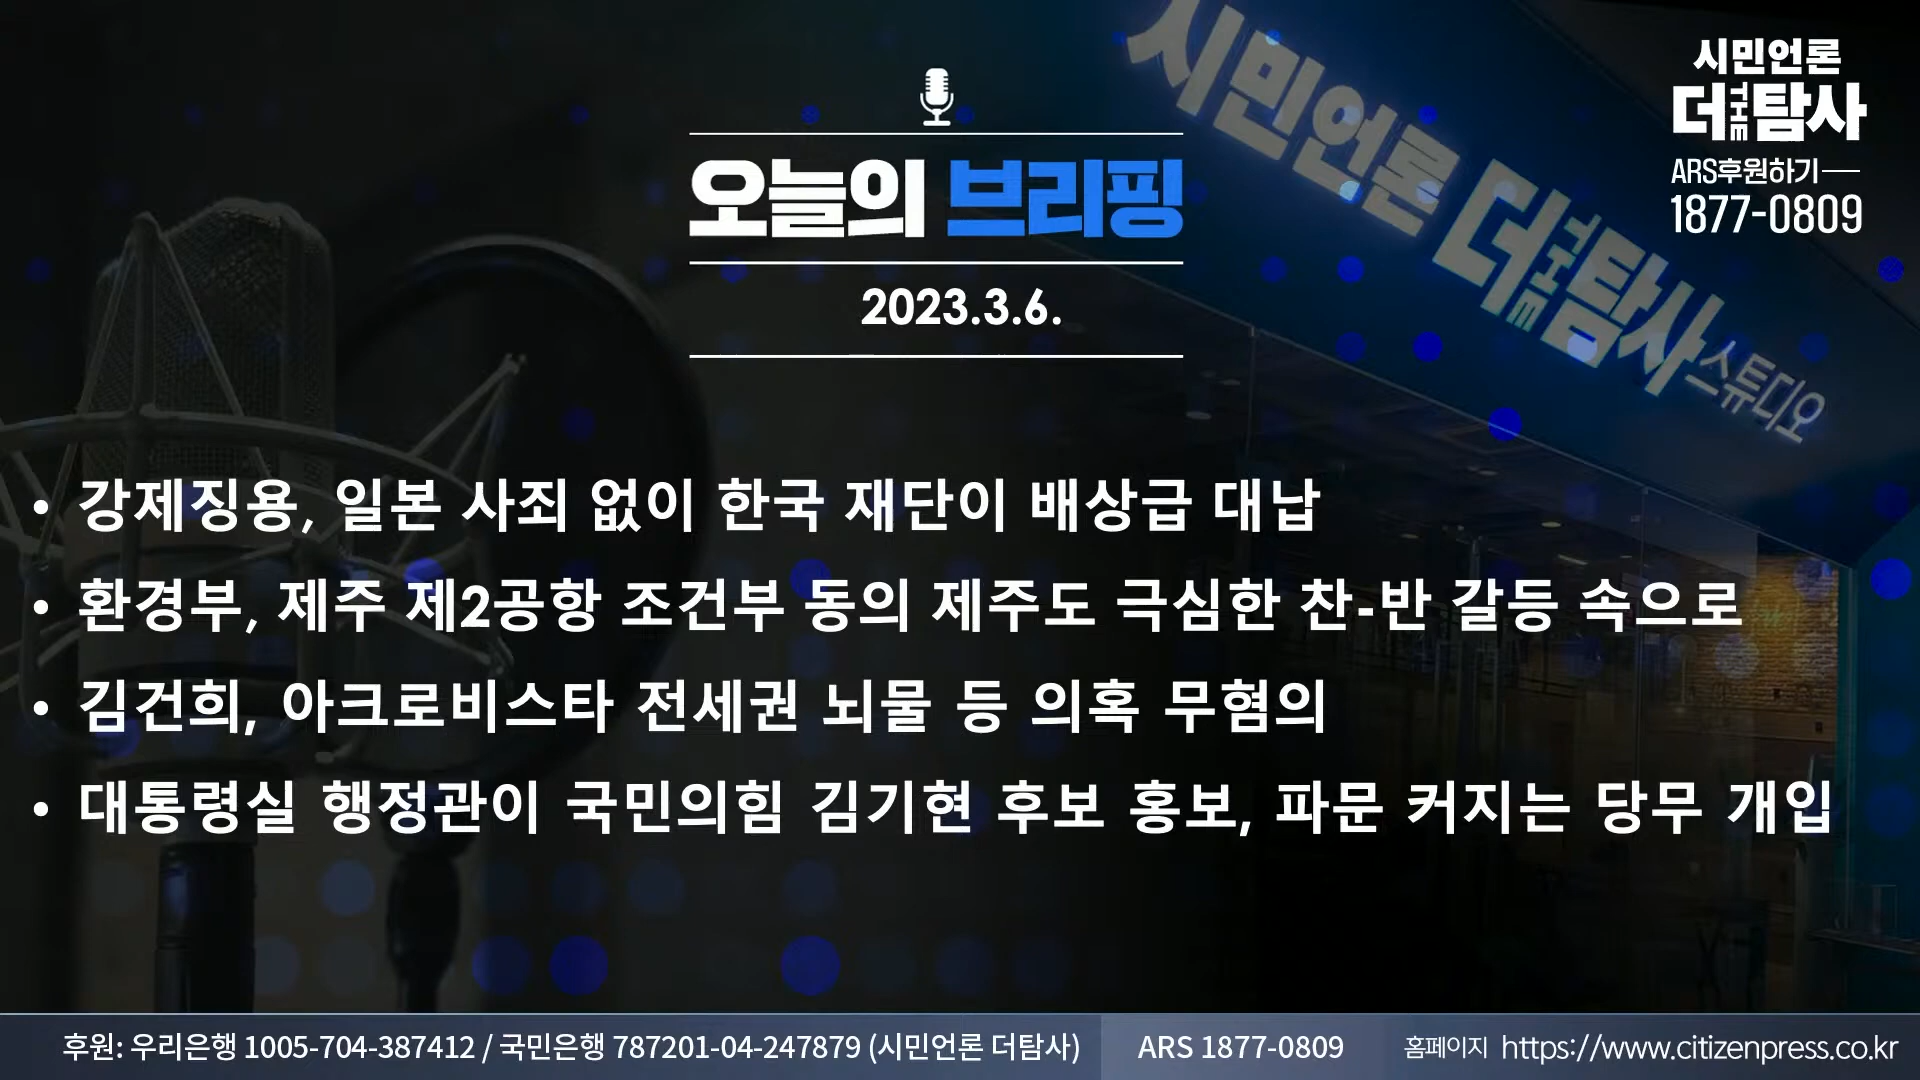 시민언론
더THE탐사
ARS후원하기
1877-0809
시민언론 더THE탐사 스튜디오
오늘의 브리핑
2023.3.6.
• 강제징용, 일본 사죄 없이 한국 재단이 배상급 대납
• 환경부, 제주 제2공항 조건부 동의 제주도 극심한 찬-반 갈등 속으로
• 김건희, 아크로비스타 전세권 뇌물 등 의혹 무혐의
• 대통령실 행정관이 국민의힘 김기현 후보 홍보, 파문 커지는 당무 개입
후원: 우리은행 1005-704-387412 / 국민은행 787201-04-247879 (시민언론 더탐사) ARS 1877-0809 홈페이지 https://www.citizenpress.co.kr